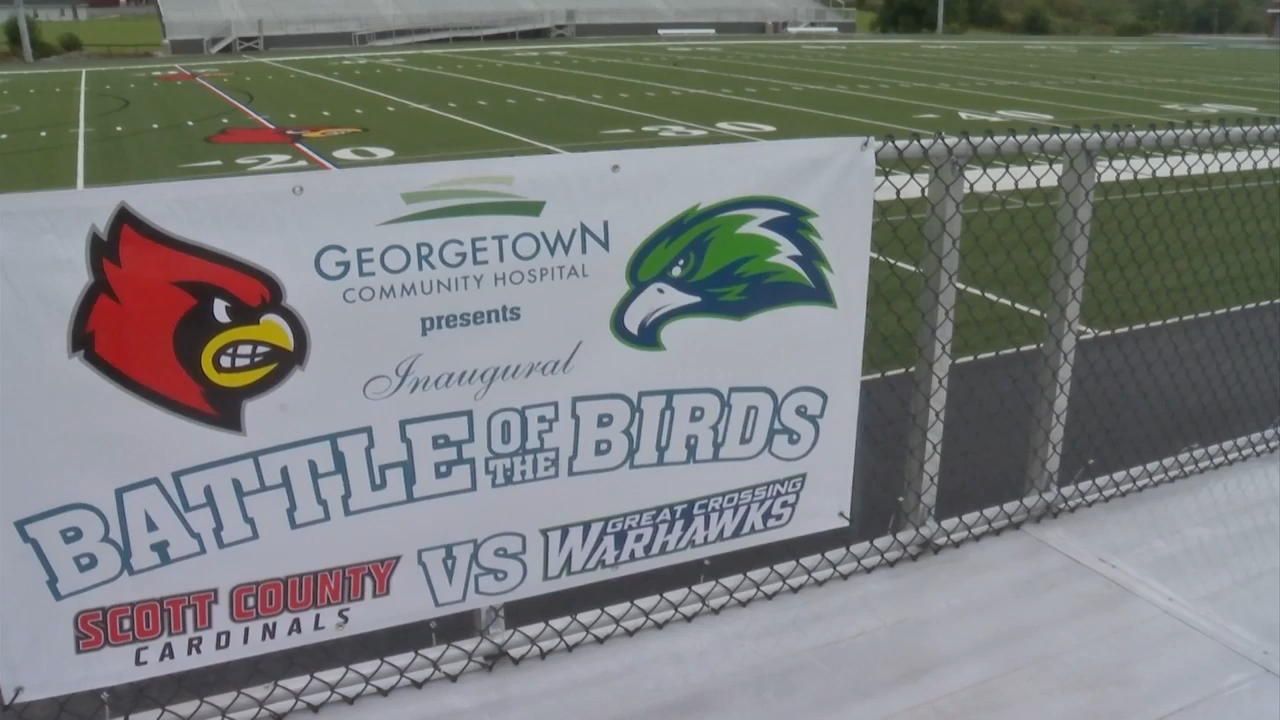 20
30
40
GEORGETOWN
COMMUNITY HOSPITAL
presents
Inaugural
BATTLE OF THE BIRDS
SCOTT COUNTY
CARDINALS
VS
GREAT CROSSING
WARHAWKS